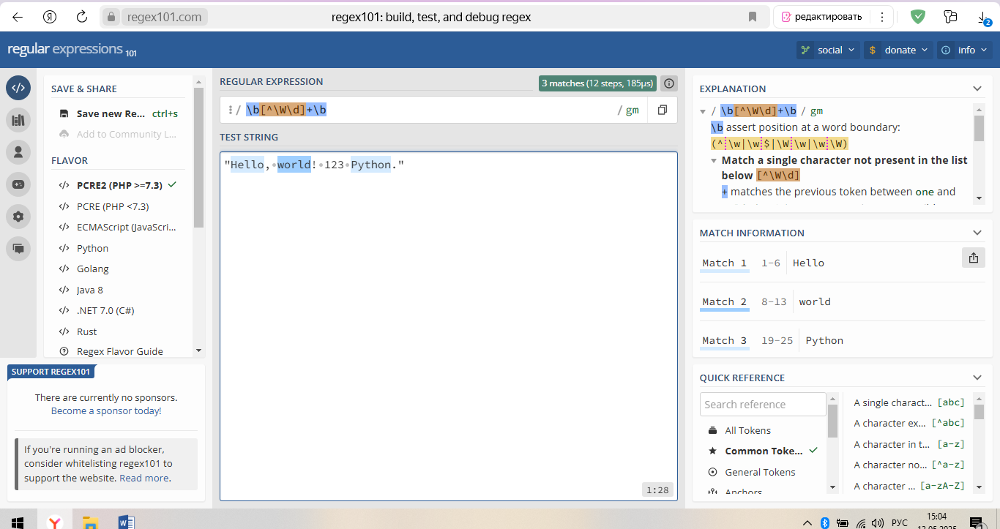 regex101.com
regex101: build, test, and debug regex
редактировать
2
regular expressions 101
social
donate
info
SAVE & SHARE
Save new Re... ctrl+s
Add to Community L...
FLAVOR
PCRE2 (PHP >=7.3)
PCRE (PHP <7.3)
ECMAScript (JavaScri...
Python
Golang
Java 8
.NET 7.0 (C#)
Rust
Regex Flavor Guide
SUPPORT REGEX101
There are currently no sponsors.
Become a sponsor today!
If you're running an ad blocker,
consider whitelisting regex101 to
support the website. Read more.
REGULAR EXPRESSION
3 matches (12 steps, 185µs)
/ \b[^\W\d]+\b / gm
TEST STRING
"Hello,·world!·123·Python."
1:28
EXPLANATION
/ \b[^\W\d]+\b / gm
\b assert position at a word boundary:
(^\w|\w$|\W\w|\w\W)
Match a single character not present in the list
below [^\W\d]
+ matches the previous token between one and
MATCH INFORMATION
Match 1 1-6 Hello
Match 2 8-13 world
Match 3 19-25 Python
QUICK REFERENCE
Search reference
All Tokens
Common Toke...
General Tokens
Anchors
A single charact... [abc]
A character ex... [^abc]
A character in t... [a-z]
A character no... [^a-z]
A character ... [a-zA-Z]
РУС
15:04
12.05.2025